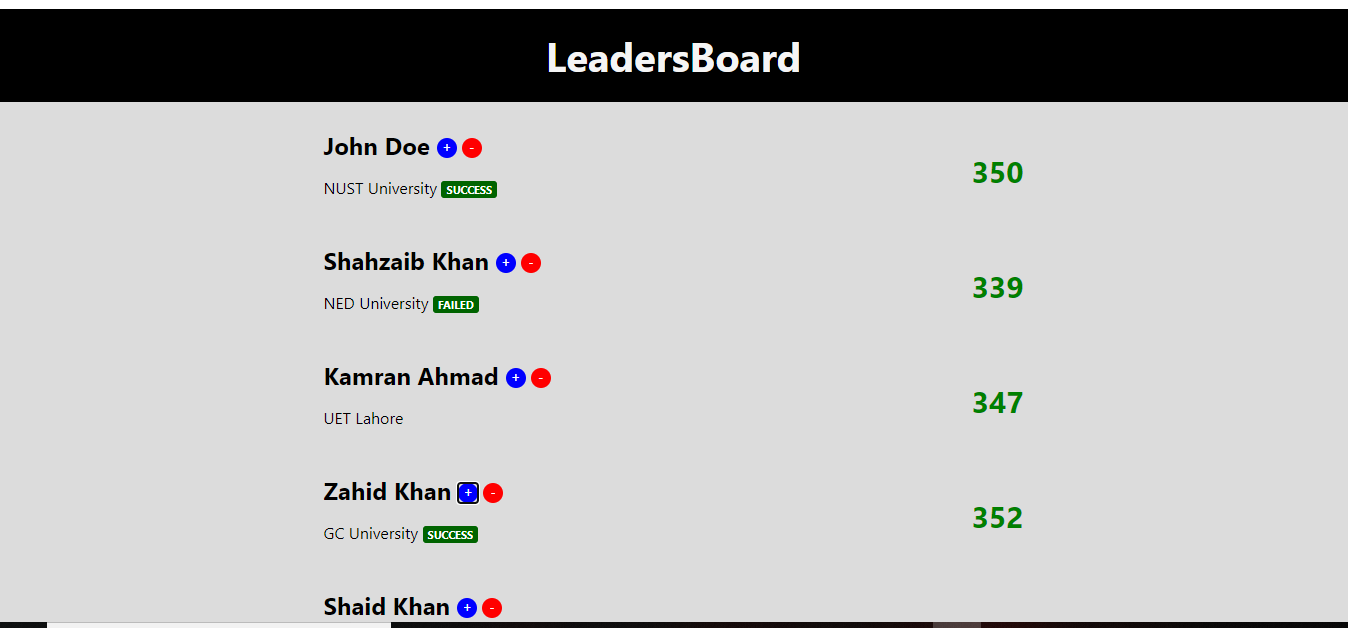 LeadersBoard
John Doe + -
350
NUST University SUCCESS
Shahzaib Khan + -
339
NED University FAILED
Kamran Ahmad + -
347
UET Lahore
Zahid Khan + -
352
GC University SUCCESS
Shaid Khan + -